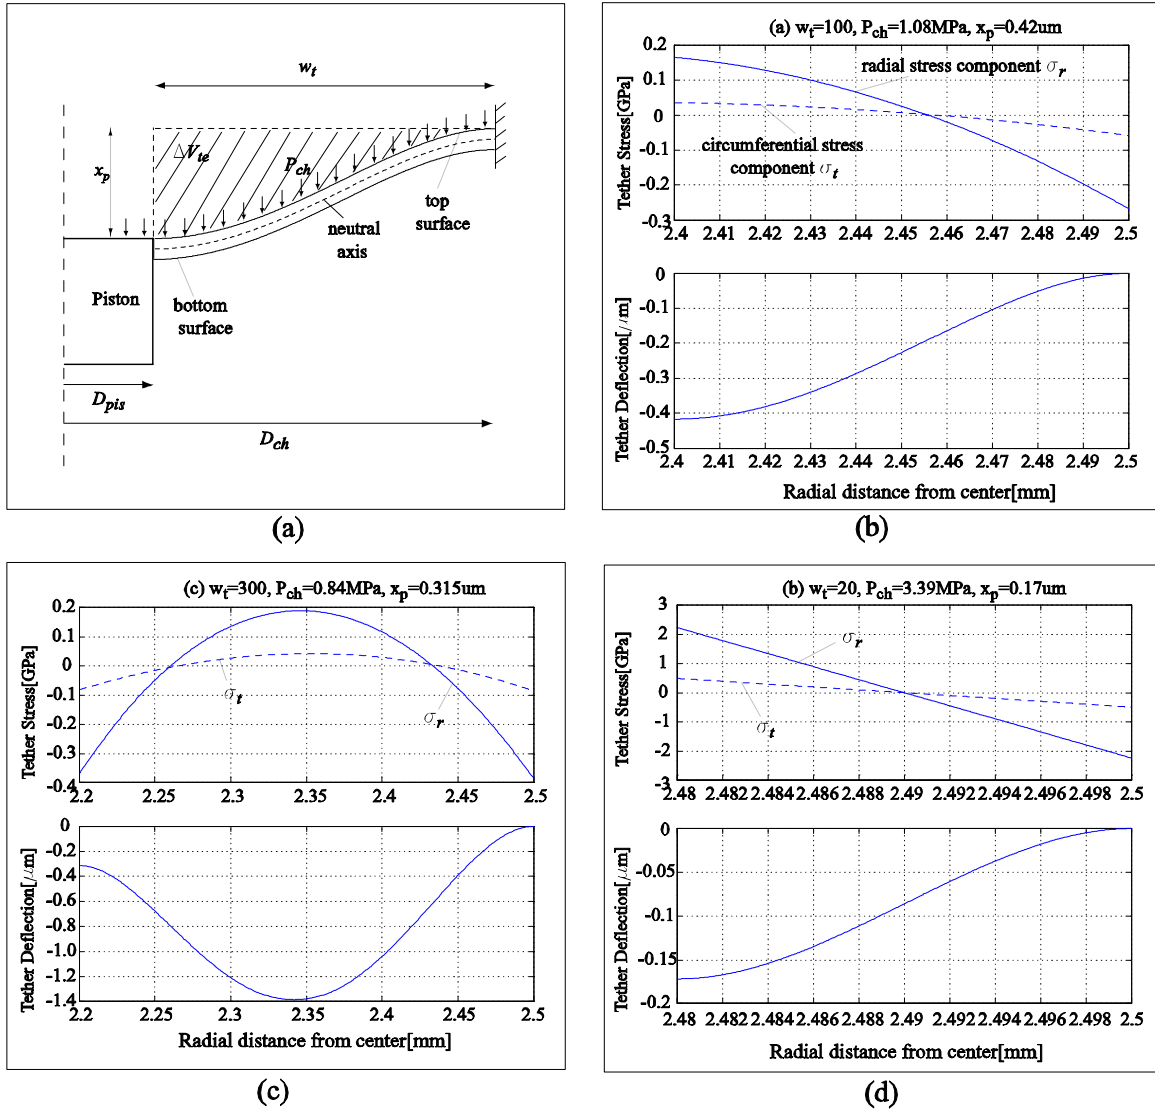 w_t
x_p
ΔV_te
P_ch
top
surface
neutral
axis
Piston
bottom
surface
D_pis
D_ch
(a)
(a) w_t=100, P_ch=1.08MPa, x_p=0.42um
Tether Stress[GPa]
0.2
0.1
0
-0.1
-0.2
-0.3
radial stress component σ_r
circumferential stress
component σ_t
2.4 2.41 2.42 2.43 2.44 2.45 2.46 2.47 2.48 2.49 2.5
Tether Deflection[μm]
0
-0.1
-0.2
-0.3
-0.4
-0.5
2.4 2.41 2.42 2.43 2.44 2.45 2.46 2.47 2.48 2.49 2.5
Radial distance from center[mm]
(b)
(c) w_t=300, P_ch=0.84MPa, x_p=0.315um
Tether Stress[GPa]
0.2
0.1
0
-0.1
-0.2
-0.3
-0.4
σ_t
σ_r
2.2 2.25 2.3 2.35 2.4 2.45 2.5
Tether Deflection[μm]
0
-0.2
-0.4
-0.6
-0.8
-1.0
-1.2
-1.4
2.2 2.25 2.3 2.35 2.4 2.45 2.5
Radial distance from center[mm]
(c)
(b) w_t=20, P_ch=3.39MPa, x_p=0.17um
Tether Stress[GPa]
3
2
1
0
-1
-2
-3
σ_r
σ_t
2.48 2.482 2.484 2.486 2.488 2.49 2.492 2.494 2.496 2.498 2.5
Tether Deflection[μm]
0
-0.05
-0.1
-0.15
-0.2
2.48 2.482 2.484 2.486 2.488 2.49 2.492 2.494 2.496 2.498 2.5
Radial distance from center[mm]
(d)